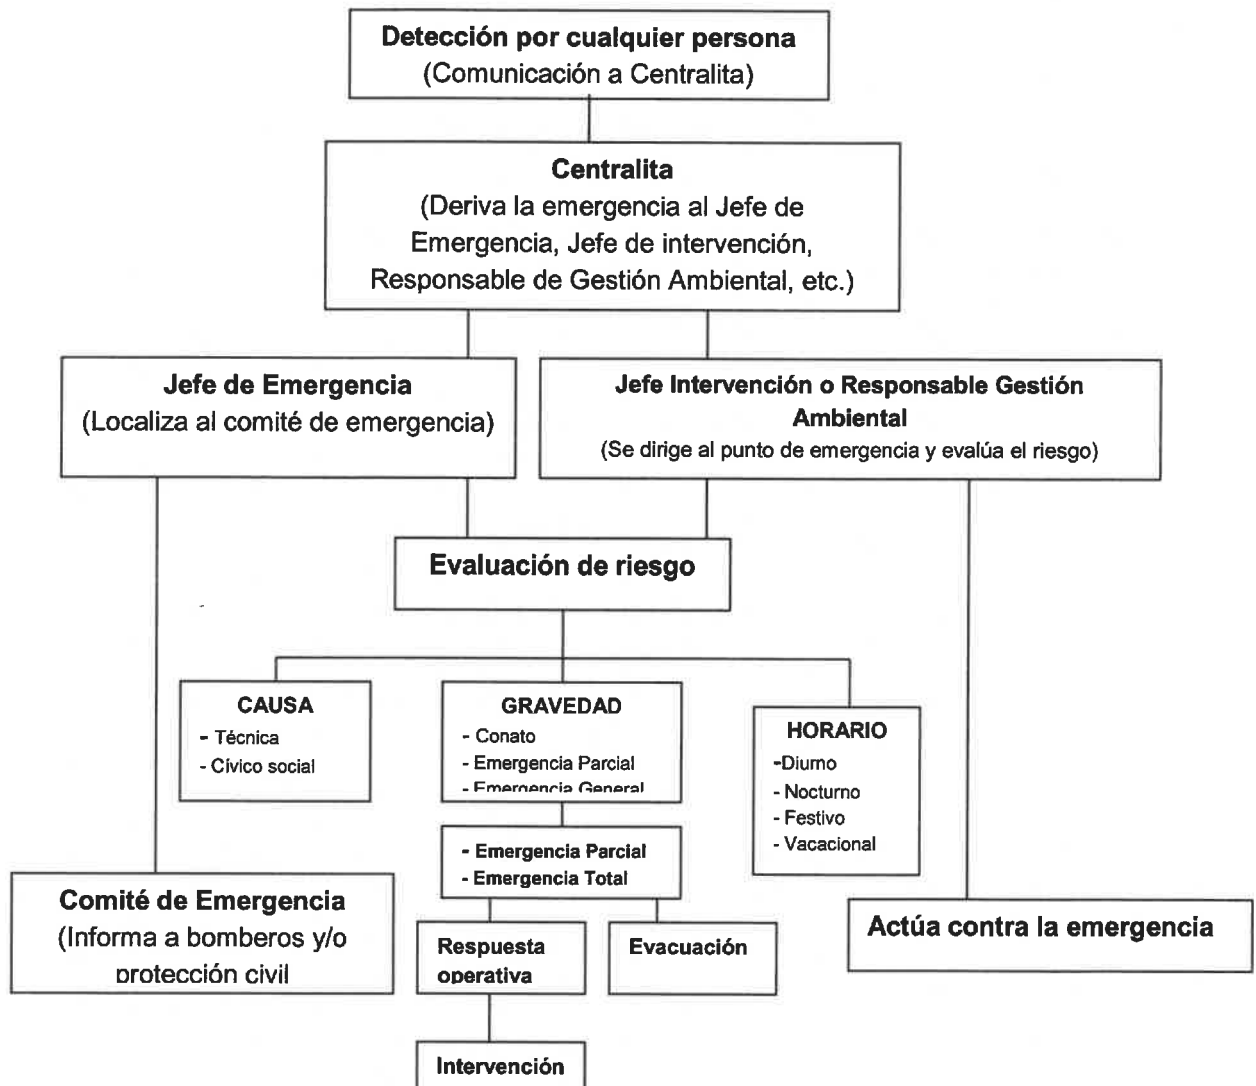 Detección por cualquier persona
(Comunicación a Centralita)
Centralita
(Deriva la emergencia al Jefe de
Emergencia, Jefe de intervención,
Responsable de Gestión Ambiental, etc.)
Jefe de Emergencia
(Localiza al comité de emergencia)
Jefe Intervención o Responsable Gestión
Ambiental
(Se dirige al punto de emergencia y evalúa el riesgo)
Evaluación de riesgo
CAUSA
- Técnica
- Cívico social
GRAVEDAD
- Conato
- Emergencia Parcial
- Emergencia General
HORARIO
-Diurno
- Nocturno
- Festivo
- Vacacional
- Emergencia Parcial
- Emergencia Total
Comité de Emergencia
(Informa a bomberos y/o
protección civil
Respuesta
operativa
Evacuación
Actúa contra la emergencia
Intervención